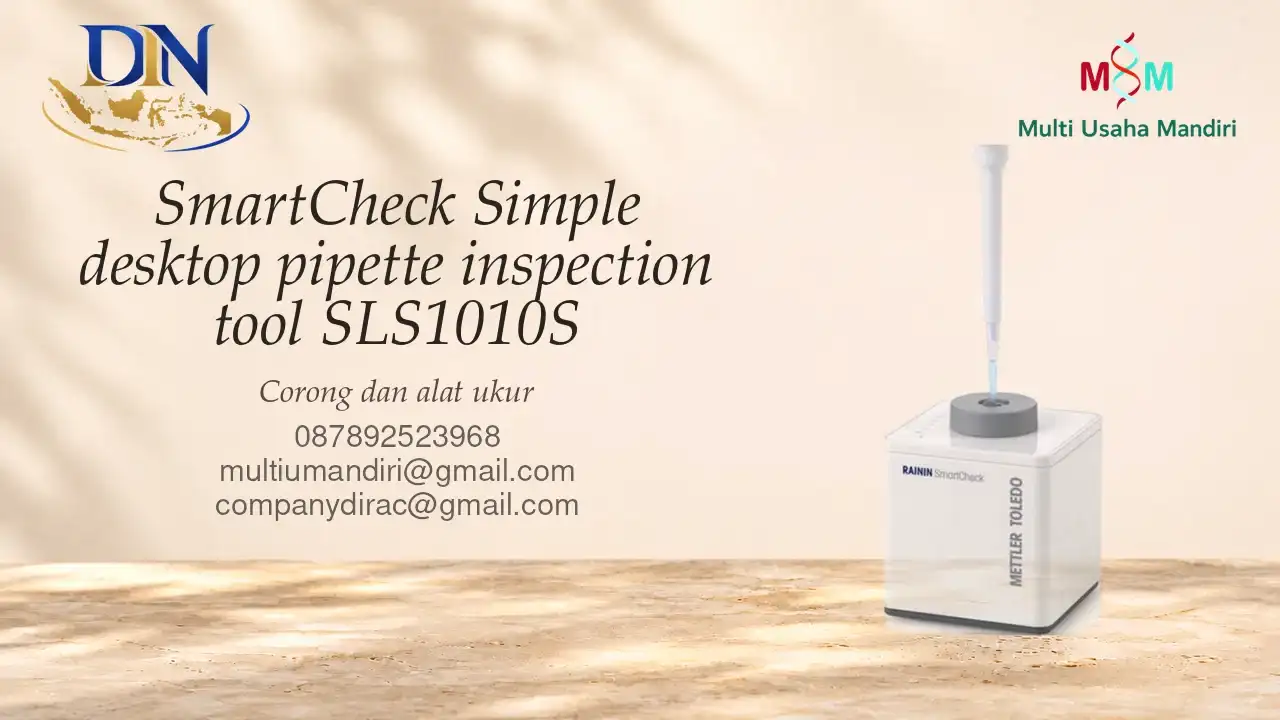 DIN
M M
Multi Usaha Mandiri
SmartCheck Simple
desktop pipette inspection
tool SLS1010S
Corong dan alat ukur
087892523968
multiumandiri@gmail.com
companydirac@gmail.com
RAININ SmartCheck
METTLER TOLEDO